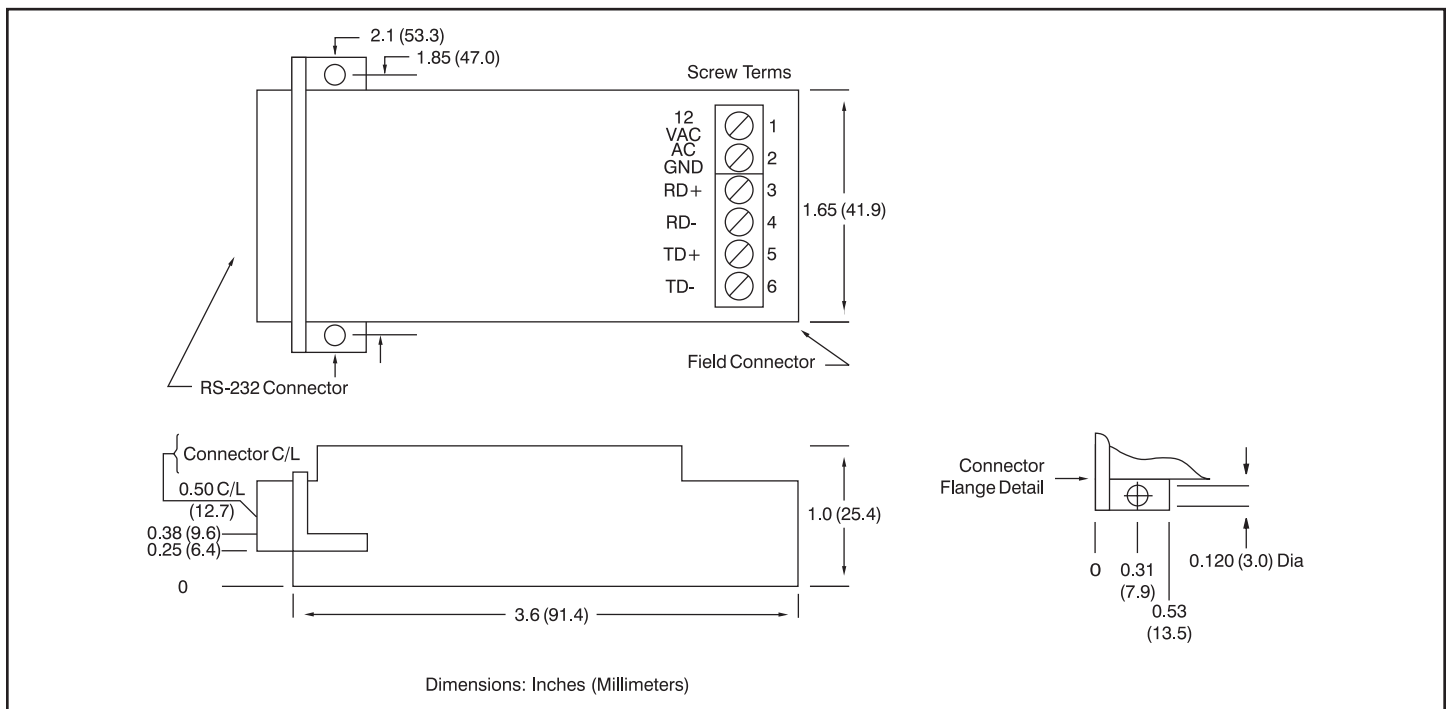 2.1 (53.3)
1.85 (47.0)
Screw Terms
12
VAC
1
AC
GND
2
RD+
3
RD-
4
TD+
5
TD-
6
1.65 (41.9)
Field Connector
RS-232 Connector
Connector C/L
0.50 C/L
(12.7)
0.38 (9.6)
0.25 (6.4)
0
1.0 (25.4)
3.6 (91.4)
Connector
Flange Detail
0
0.31
(7.9)
0.53
(13.5)
0.120 (3.0) Dia
Dimensions: Inches (Millimeters)